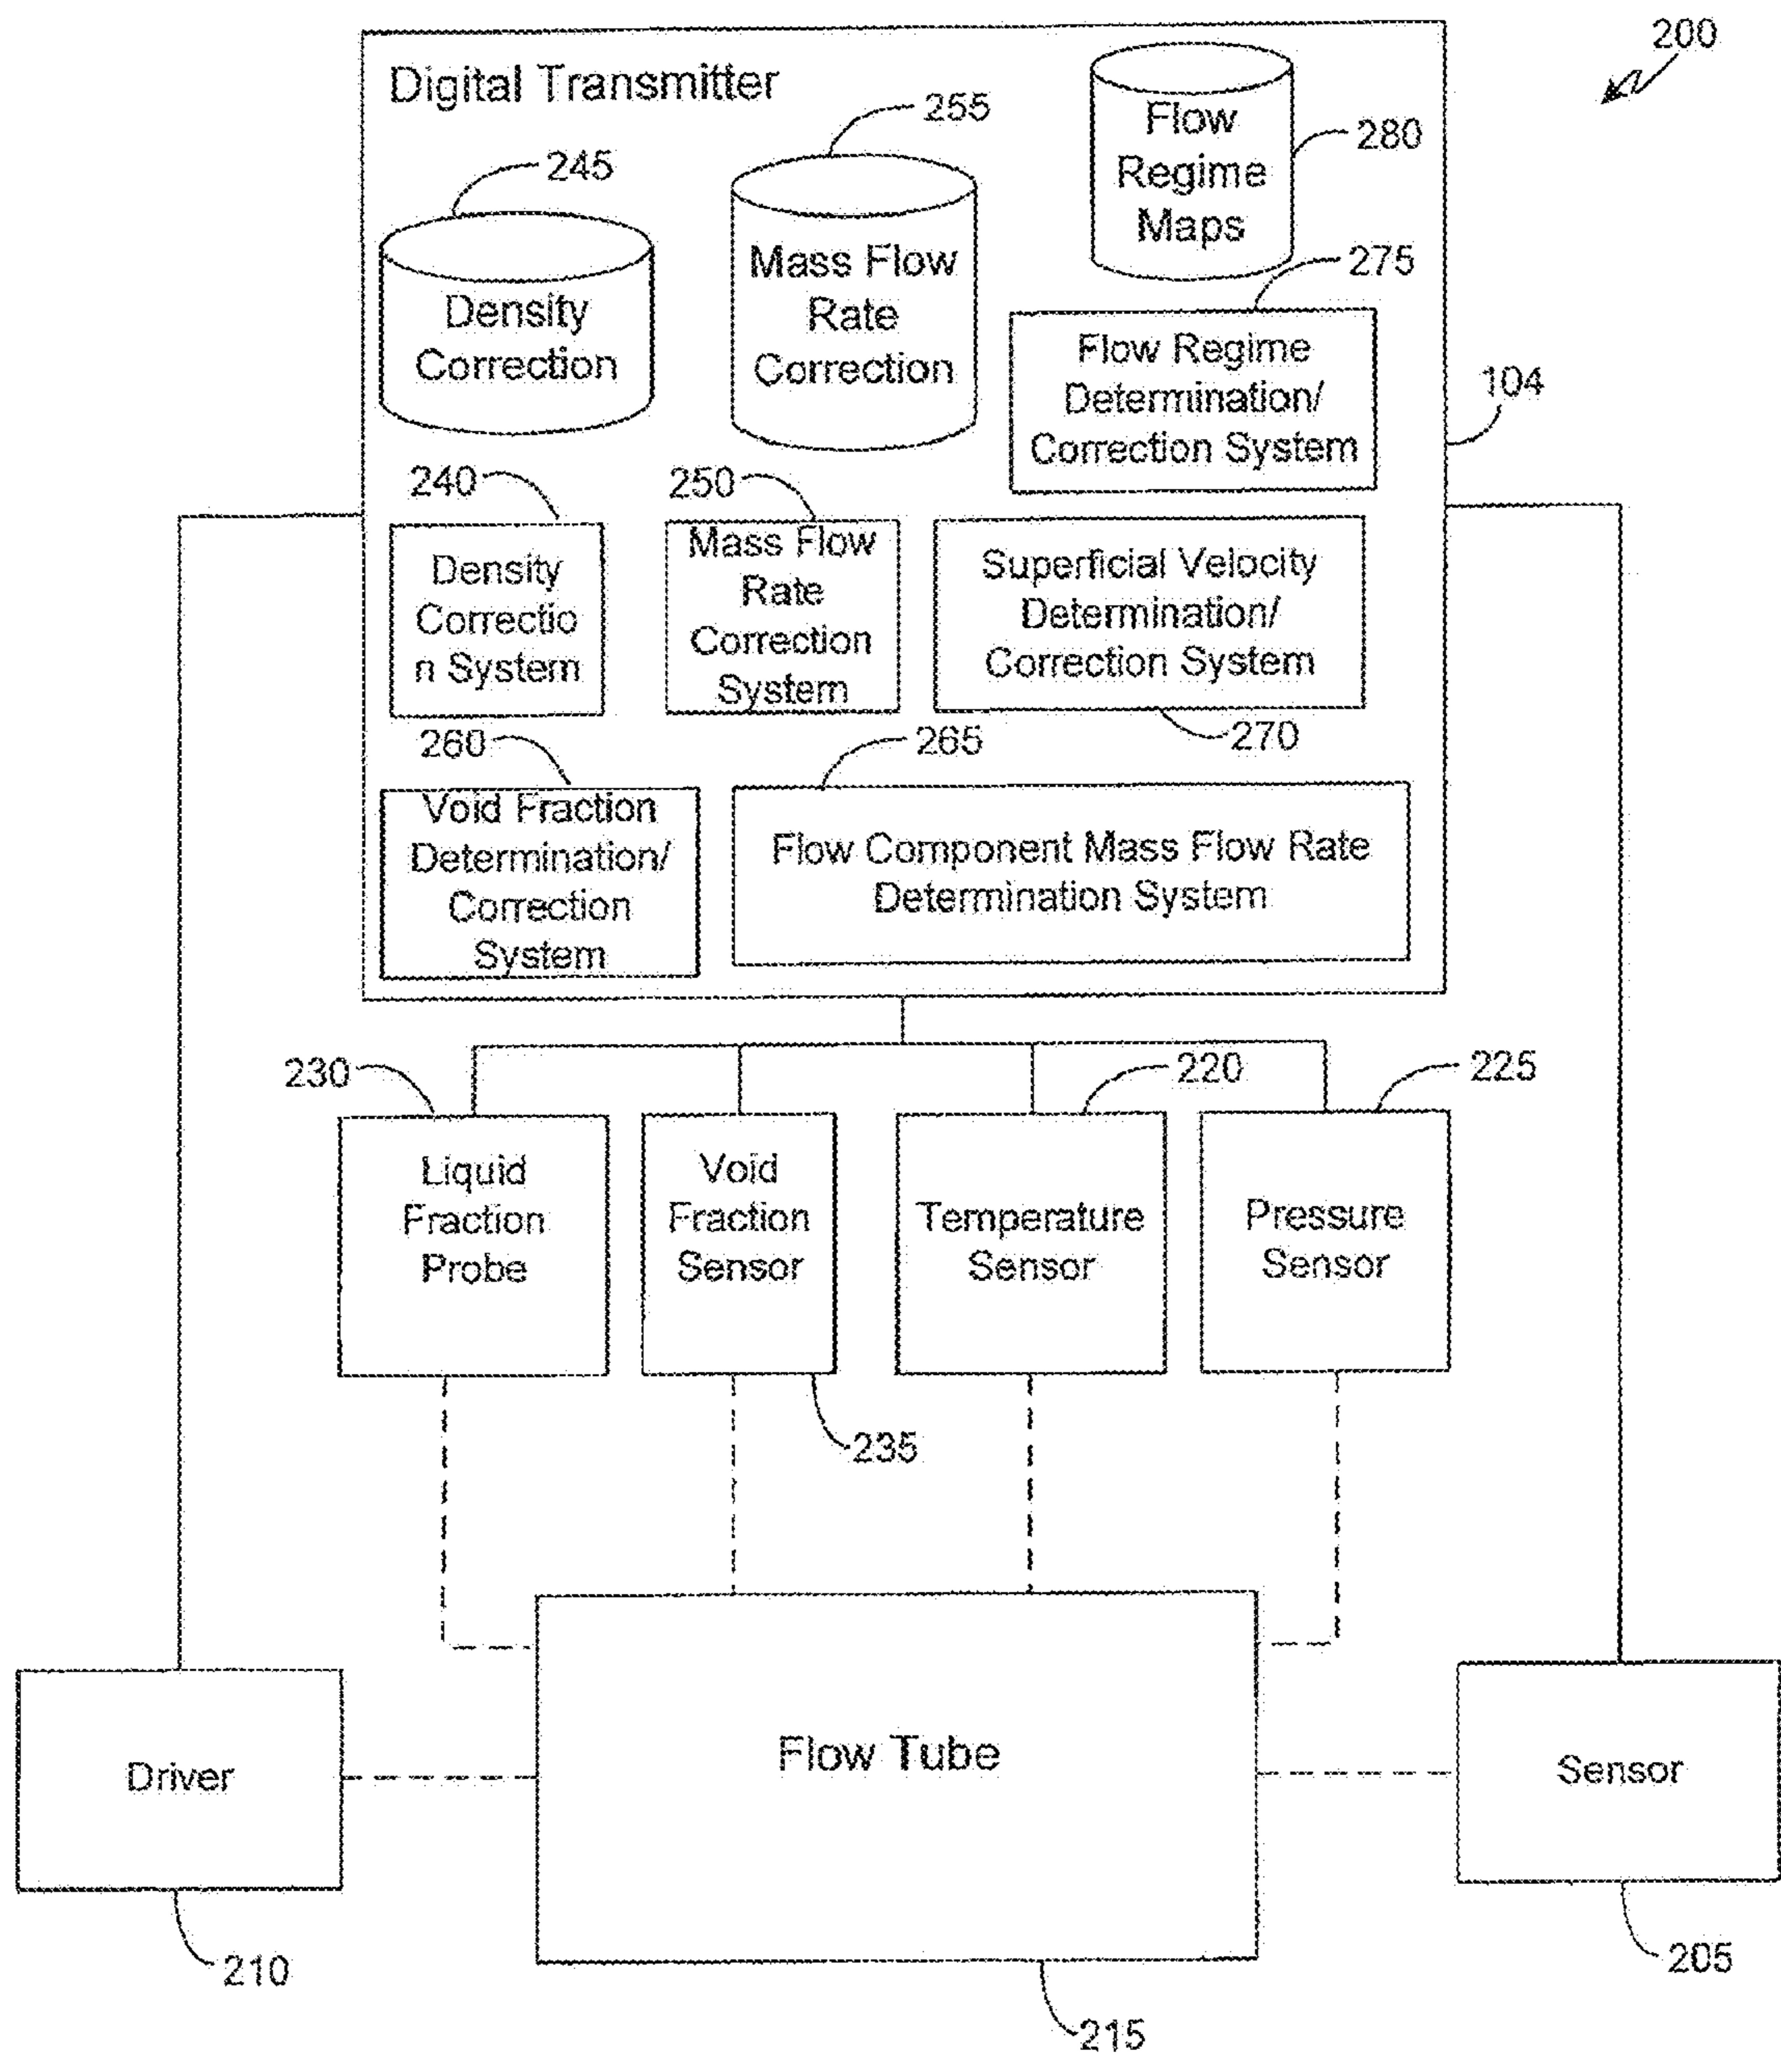 200
Digital Transmitter
255
Flow
Regime
Maps
280
245
Mass Flow
Rate
Correction
275
Density
Correction
Flow Regime
Determination/
Correction System
104
240
250
Density
Correctio
n System
Mass Flow
Rate
Correction
System
Superficial Velocity
Determination/
Correction System
260
265
270
Void Fraction
Determination/
Correction
System
Flow Component Mass Flow Rate
Determination System
230
220
225
Liquid
Fraction
Probe
Void
Fraction
Sensor
Temperature
Sensor
Pressure
Sensor
235
Driver
Flow Tube
Sensor
210
205
215